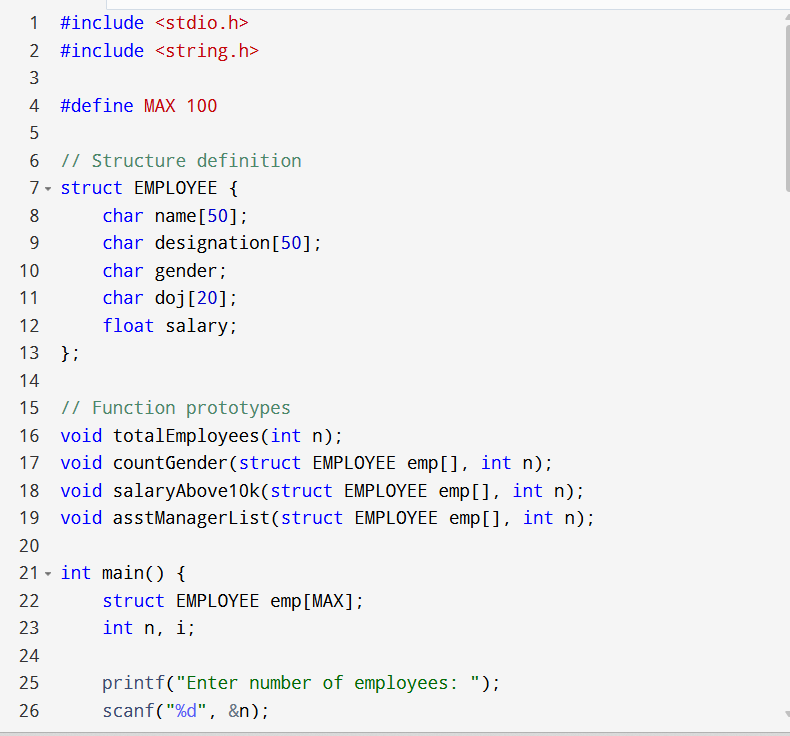 1 #include <stdio.h>
2 #include <string.h>
3
4 #define MAX 100
5
6 // Structure definition
7 struct EMPLOYEE {
8     char name[50];
9     char designation[50];
10     char gender;
11     char doj[20];
12     float salary;
13 };
14
15 // Function prototypes
16 void totalEmployees(int n);
17 void countGender(struct EMPLOYEE emp[], int n);
18 void salaryAbove10k(struct EMPLOYEE emp[], int n);
19 void asstManagerList(struct EMPLOYEE emp[], int n);
20
21 int main() {
22     struct EMPLOYEE emp[MAX];
23     int n, i;
24
25     printf("Enter number of employees: ");
26     scanf("%d", &n);